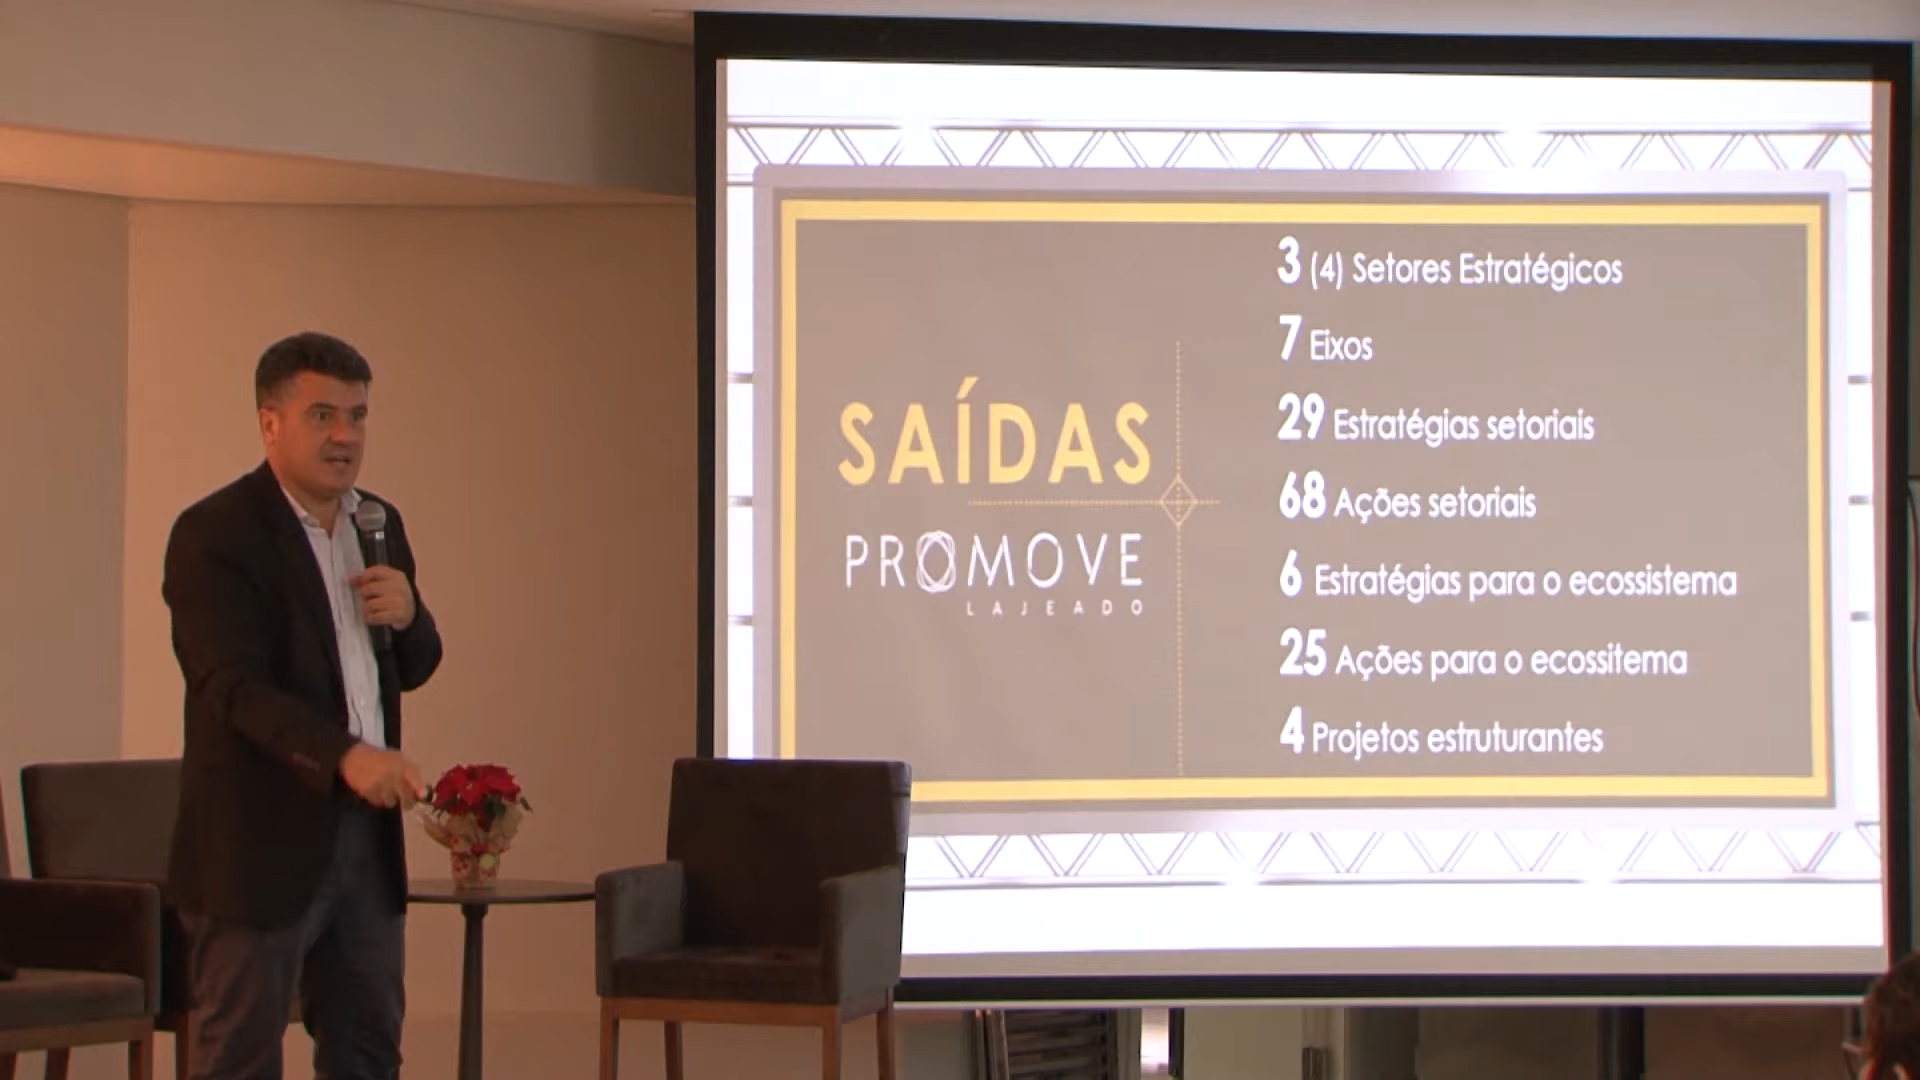 SAÍDAS
PROMOVE
LAJEADO
3 (4) Setores Estratégicos
7 Eixos
29 Estratégias setoriais
68 Ações setoriais
6 Estratégias para o ecossistema
25 Ações para o ecossitema
4 Projetos estruturantes